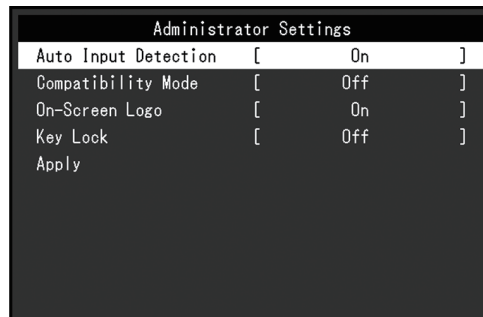 Administrator Settings
Auto Input Detection [ On ]
Compatibility Mode [ Off ]
On-Screen Logo [ On ]
Key Lock [ Off ]
Apply